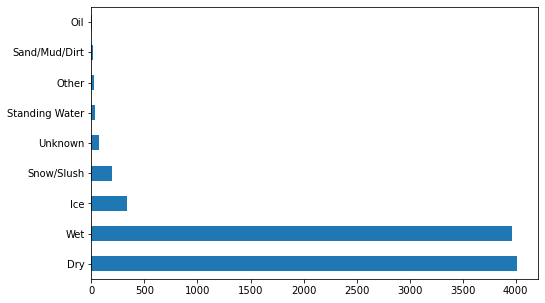 Oil
Sand/Mud/Dirt
Other
Standing Water
Unknown
Snow/Slush
Ice
Wet
Dry
0 500 1000 1500 2000 2500 3000 3500 4000